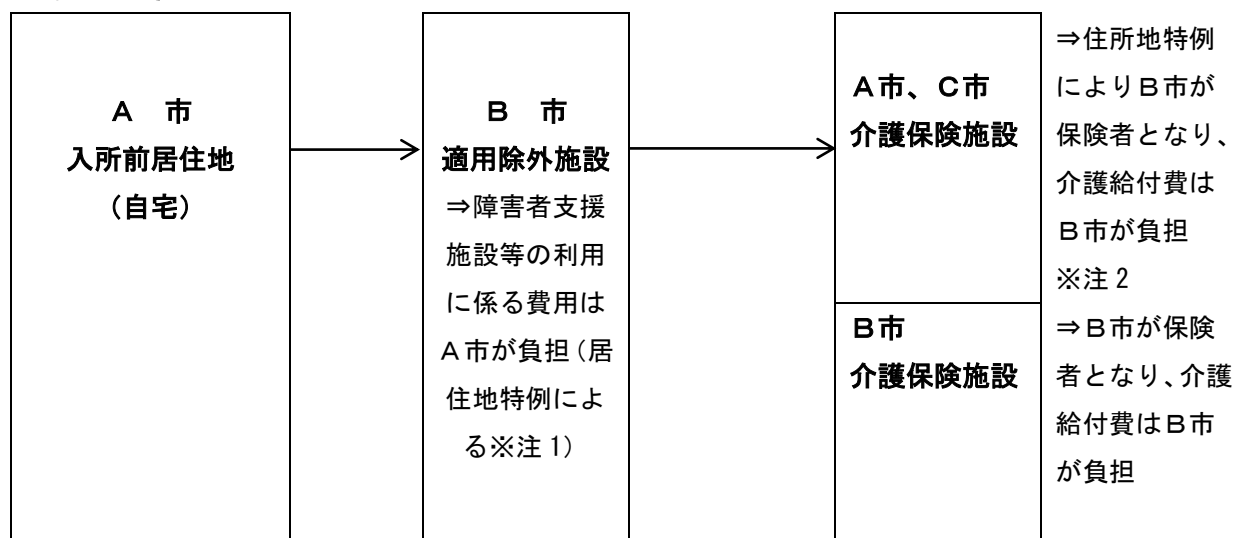 A 市
入所前居住地
(自宅)
B 市
適用除外施設
⇒障害者支援
施設等の利用
に係る費用は
A市が負担(居
住地特例によ
る※注1)
A市、C市
介護保険施設
⇒住所地特例
によりB市が
保険者となり、
介護給付費は
B市が負担
※注2
B市
介護保険施設
⇒B市が保険
者となり、介護
給付費はB市
が負担